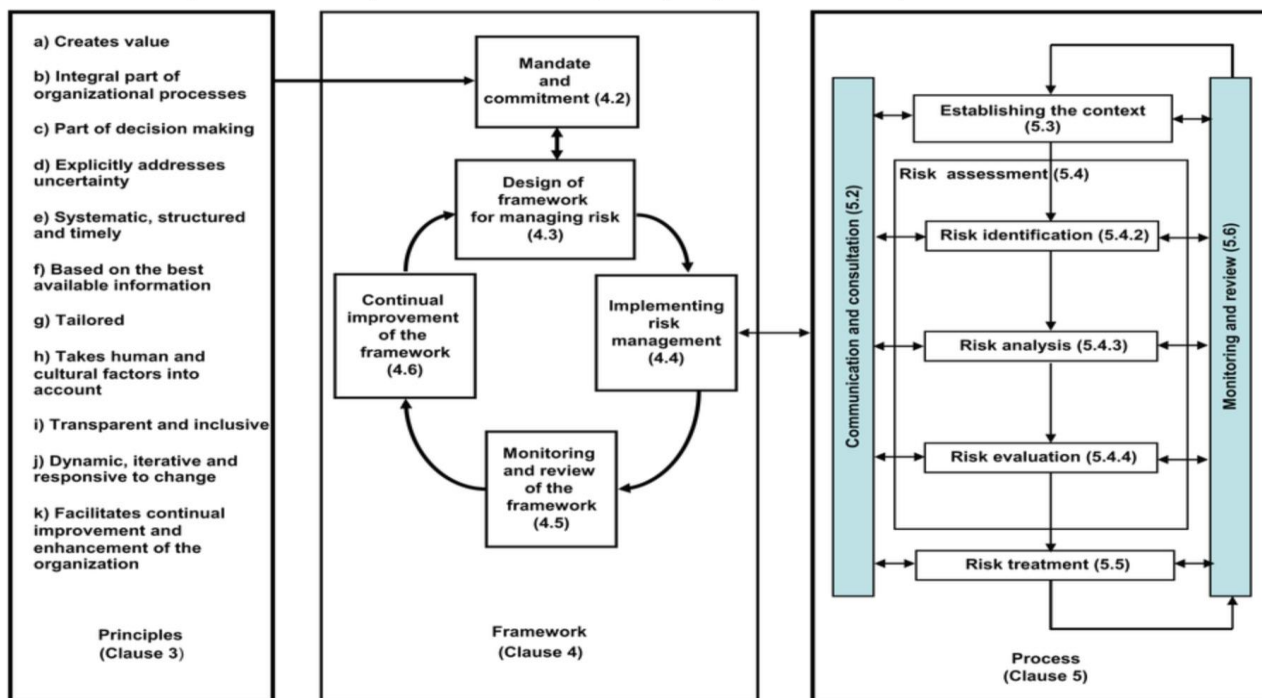 a) Creates value
b) Integral part of
organizational processes
c) Part of decision making
d) Explicitly addresses
uncertainty
e) Systematic, structured
and timely
f) Based on the best
available information
g) Tailored
h) Takes human and
cultural factors into
account
i) Transparent and inclusive
j) Dynamic, iterative and
responsive to change
k) Facilitates continual
improvement and
enhancement of the
organization
Principles
(Clause 3)
Mandate
and
commitment (4.2)
Design of
framework
for managing risk
(4.3)
Implementing
risk
management
(4.4)
Monitoring
and review
of the
framework
(4.5)
Continual
improvement
of the
framework
(4.6)
Framework
(Clause 4)
Communication and consultation (5.2)
Establishing the context
(5.3)
Risk assessment (5.4)
Risk identification (5.4.2)
Risk analysis (5.4.3)
Risk evaluation (5.4.4)
Risk treatment (5.5)
Monitoring and review (5.6)
Process
(Clause 5)